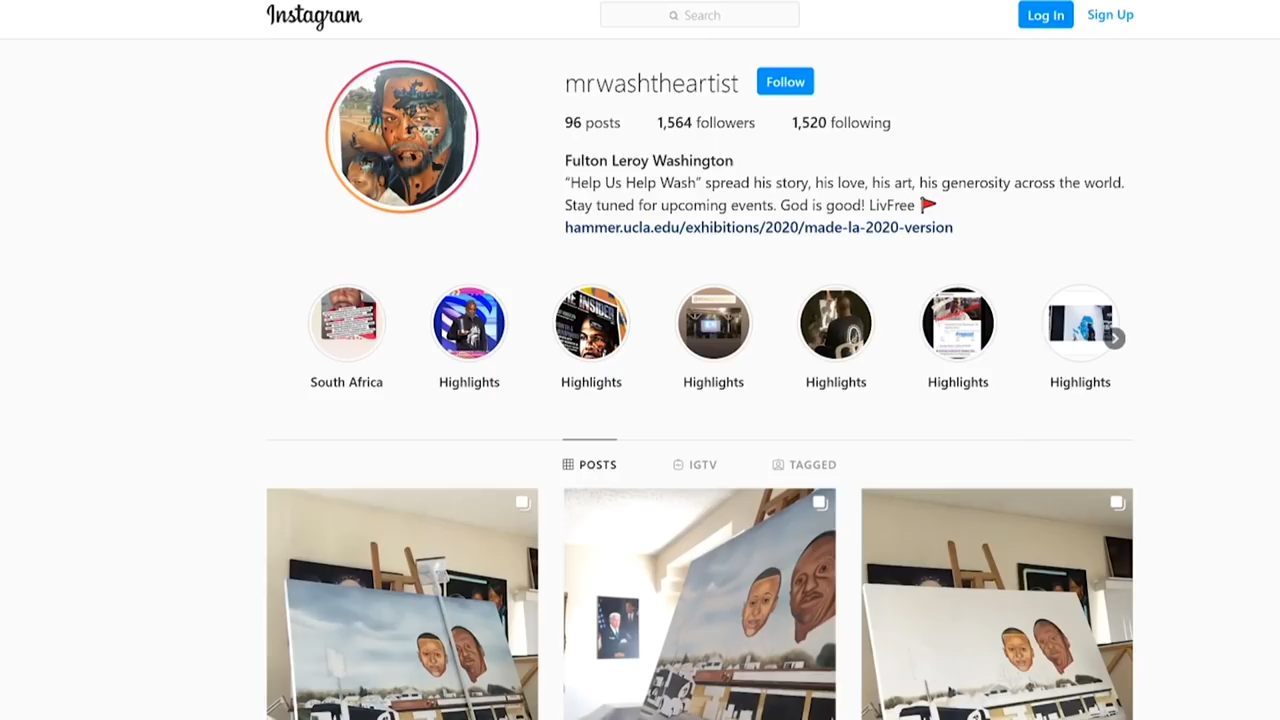 Instagram
Search
Log In
Sign Up
mrwashtheartist
Follow
96 posts 1,564 followers 1,520 following
Fulton Leroy Washington
“Help Us Help Wash” spread his story, his love, his art, his generosity across the world.
Stay tuned for upcoming events. God is good! LivFree
hammer.ucla.edu/exhibitions/2020/made-la-2020-version
INSIDER
South Africa Highlights Highlights Highlights Highlights Highlights Highlights
POSTS IGTV TAGGED